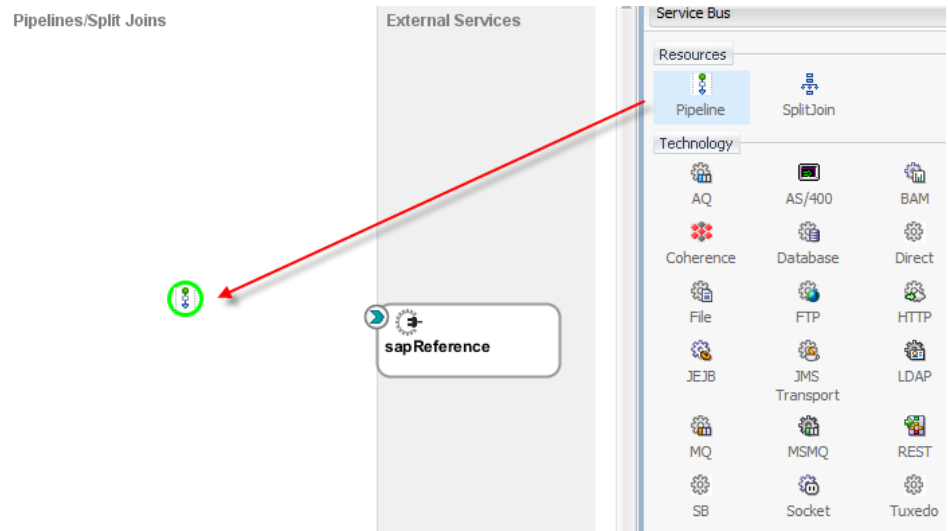 Pipelines/Split Joins
External Services
sapReference
Service Bus
Resources
Pipeline
SplitJoin
Technology
AQ
AS/400
BAM
Coherence
Database
Direct
File
FTP
HTTP
JEJB
JMS
Transport
LDAP
MQ
MSMQ
REST
SB
Socket
Tuxedo